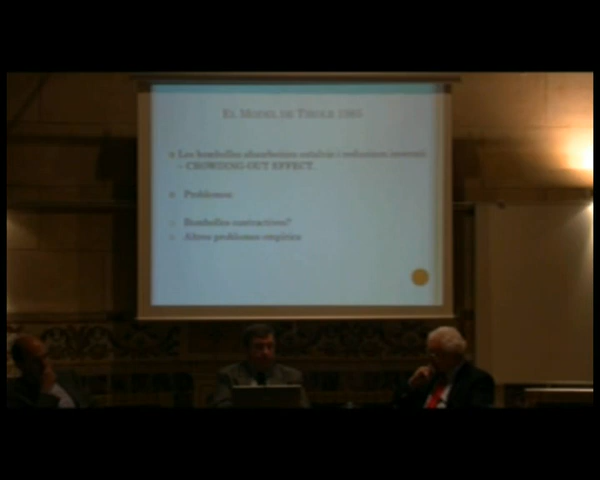 EL MODEL DE TIROLE 1985
Les bombolles absorbeixen estalvis i redueixen inversió
– CROWDING-OUT EFFECT.
Problemes:
Bombolles contractives?
Altres problemes empírics